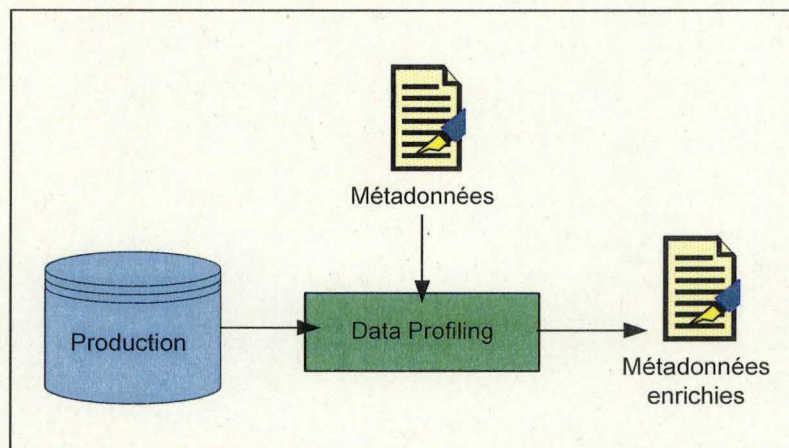 Métadonnées
Production
Data Profiling
Métadonnées
enrichies